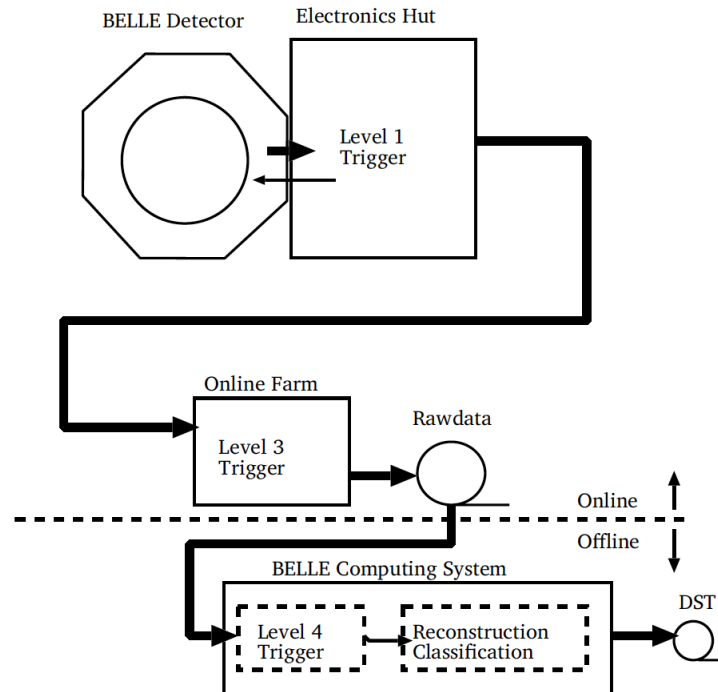 BELLE Detector
Electronics Hut
Level 1
Trigger
Online Farm
Rawdata
Level 3
Trigger
Online
Offline
BELLE Computing System
DST
Level 4
Trigger
Reconstruction
Classification